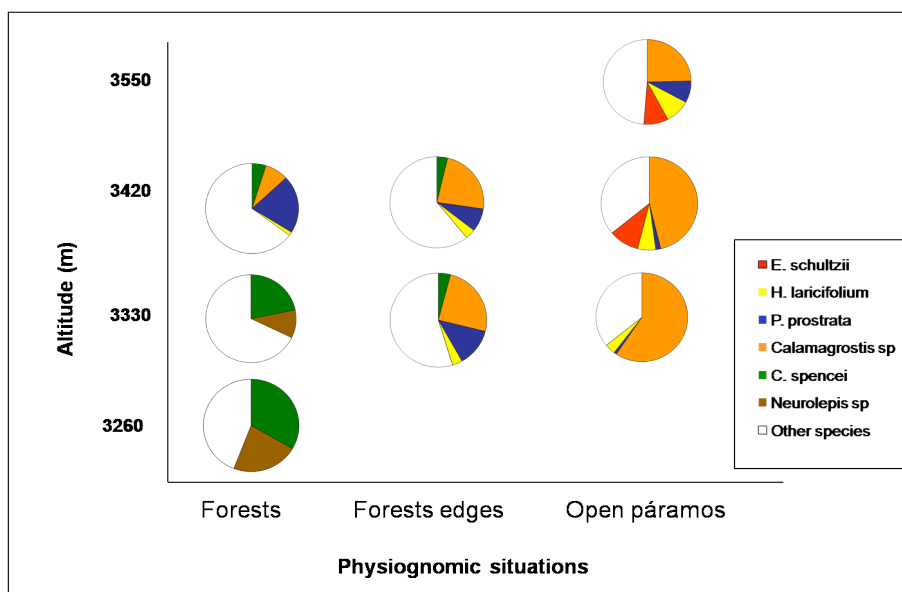 3550
3420
3330
3260
Altitude (m)
Forests
Forests edges
Open páramos
Physiognomic situations
E. schultzii
H. laricifolium
P. prostrata
Calamagrostis sp
C. spencei
Neurolepis sp
Other species